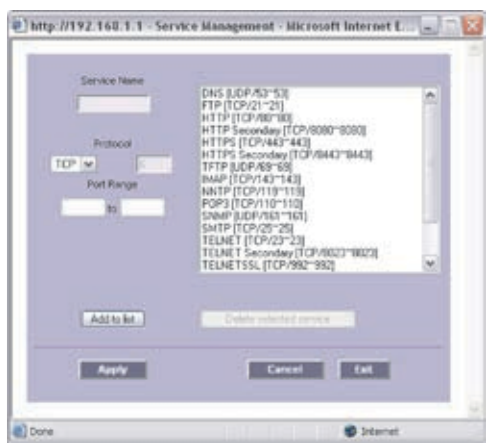 http://192.168.1.1 - Service Management - Microsoft Internet E...
Service Name
Protocol
TCP
6
Port Range
to
DNS [UDP/53~53]
FTP [TCP/21~21]
HTTP [TCP/80~80]
HTTP Secondary [TCP/8080~8080]
HTTPS [TCP/443~443]
HTTPS Secondary [TCP/8443~8443]
TFTP [UDP/69~69]
IMAP [TCP/143~143]
NNTP [TCP/119~119]
POP3 [TCP/110~110]
SNMP [UDP/161~161]
SMTP [TCP/25~25]
TELNET [TCP/23~23]
TELNET Secondary [TCP/8023~8023]
TELNETSSL [TCP/992~992]
Add to list
Delete selected service
Apply
Cancel
Exit
Done
Internet